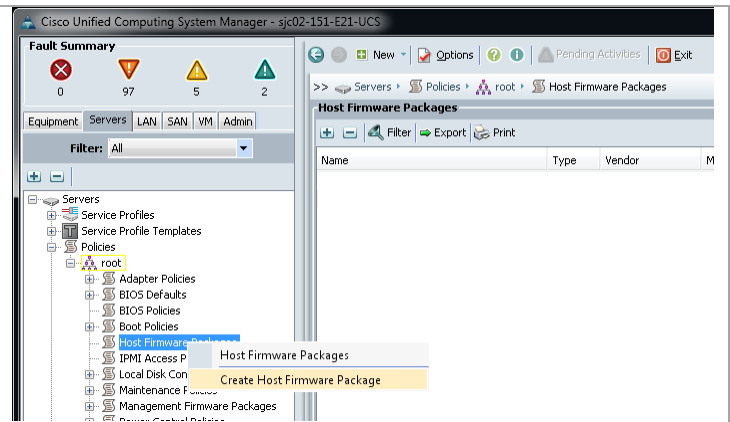 Cisco Unified Computing System Manager - sjc02-151-E21-UCS
Fault Summary
0 97 5 2
New Options Pending Activities Exit
>> Servers Policies root Host Firmware Packages
Equipment Servers LAN SAN VM Admin
Filter: All
Host Firmware Packages
Filter Export Print
Name Type Vendor M
Servers
Service Profiles
Service Profile Templates
Policies
root
Adapter Policies
BIOS Defaults
BIOS Policies
Boot Policies
Host Firmware Packages
IPMI Access P
Local Disk Con
Maintenance Policies
Management Firmware Packages
Host Firmware Packages
Create Host Firmware Package